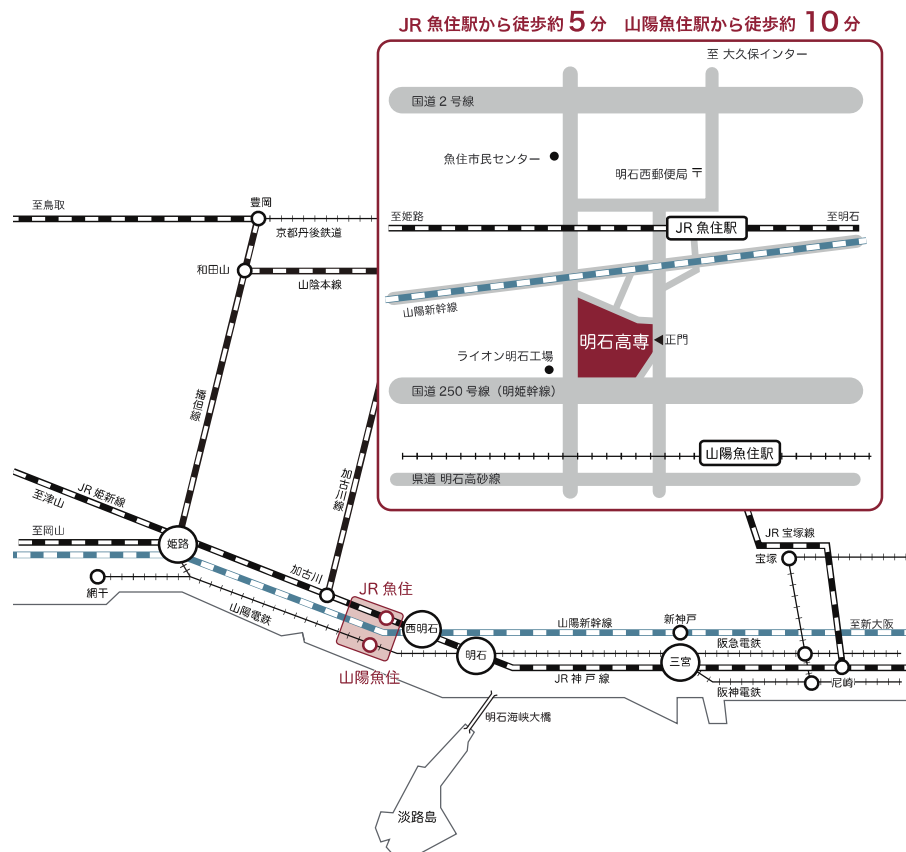 JR 魚住駅から徒歩約 5 分 山陽魚住駅から徒歩約 10 分
至 大久保インター
国道 2 号線
魚住市民センター
明石西郵便局 〒
至姫路
JR 魚住駅
至明石
山陽新幹線
明石高専
正門
ライオン明石工場
国道 250 号線（明姫幹線）
山陽魚住駅
県道 明石高砂線
至鳥取
豊岡
京都丹後鉄道
和田山
山陰本線
播但線
加古川線
JR 姫新線
至津山
至岡山
姫路
加古川
網干
山陽電鉄
JR 魚住
西明石
山陽魚住
明石
山陽新幹線
新神戸
三宮
JR 神戸線
JR 宝塚線
宝塚
至新大阪
阪急電鉄
尼崎
阪神電鉄
明石海峡大橋
淡路島